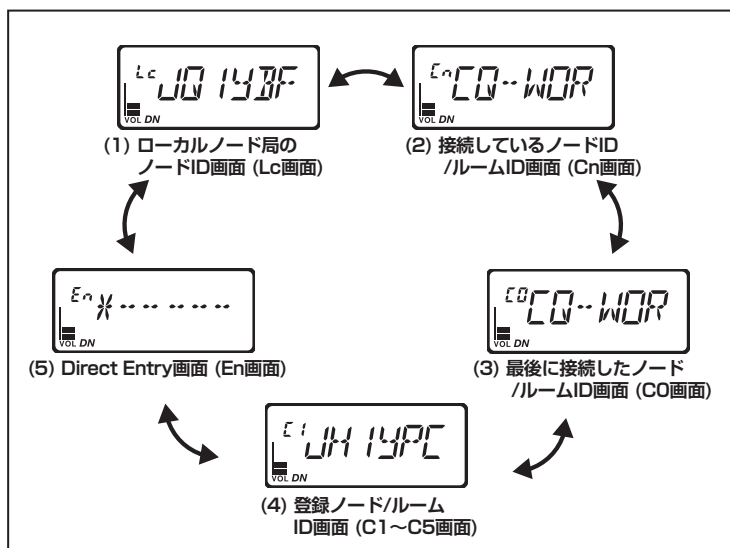 Lc JQ1YBF
VOL DN
(1) ローカルノード局の
ノードID画面 (Lc画面)
Cn CQ-WOR
VOL DN
(2) 接続しているノードID
/ルームID画面 (Cn画面)
En *-----
VOL DN
(5) Direct Entry画面 (En画面)
C0 CQ-WOR
VOL DN
(3) 最後に接続したノード
/ルームID画面 (C0画面)
C1 JH1YPC
VOL DN
(4) 登録ノード/ルーム
ID画面 (C1～C5画面)